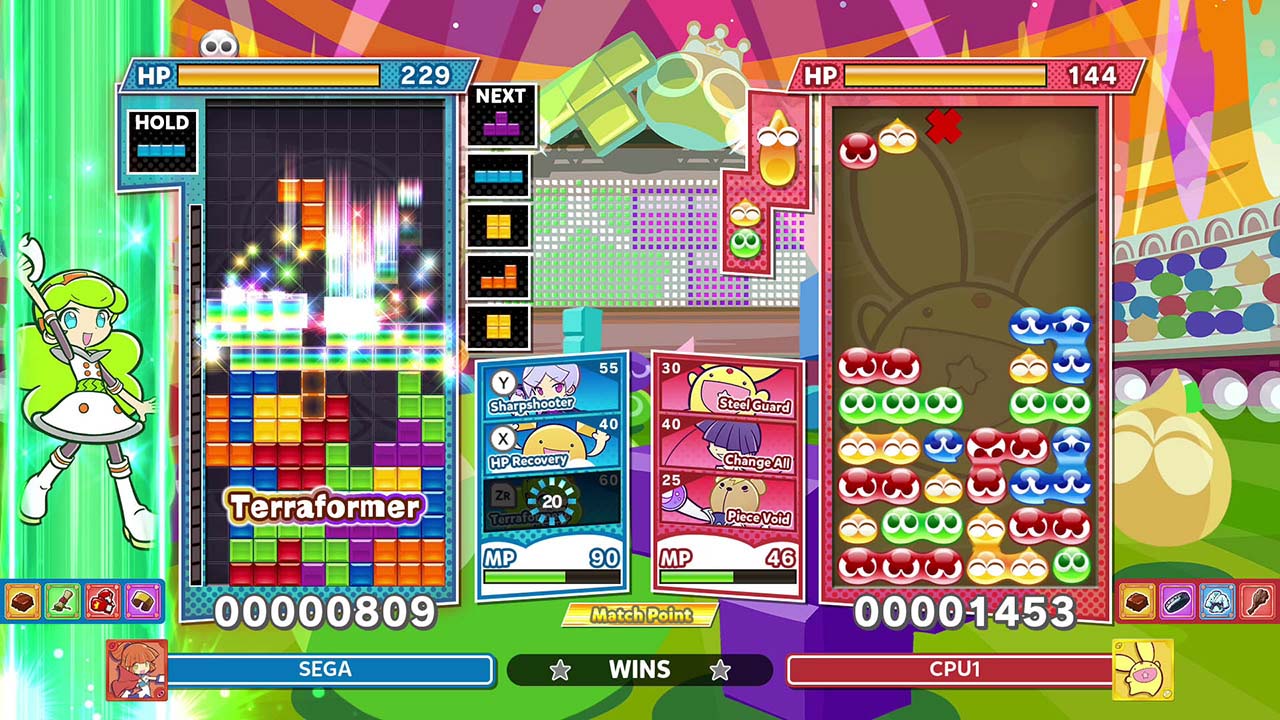 HP 229
HP 144
HOLD
NEXT
Y 55
Sharpshooter
X 40
HP Recovery
ZR 60
20
MP 90
30
Steel Guard
40
Change All
25
Piece Void
MP 46
Terraformer
00000809
Match Point
00001453
SEGA
WINS
CPU1